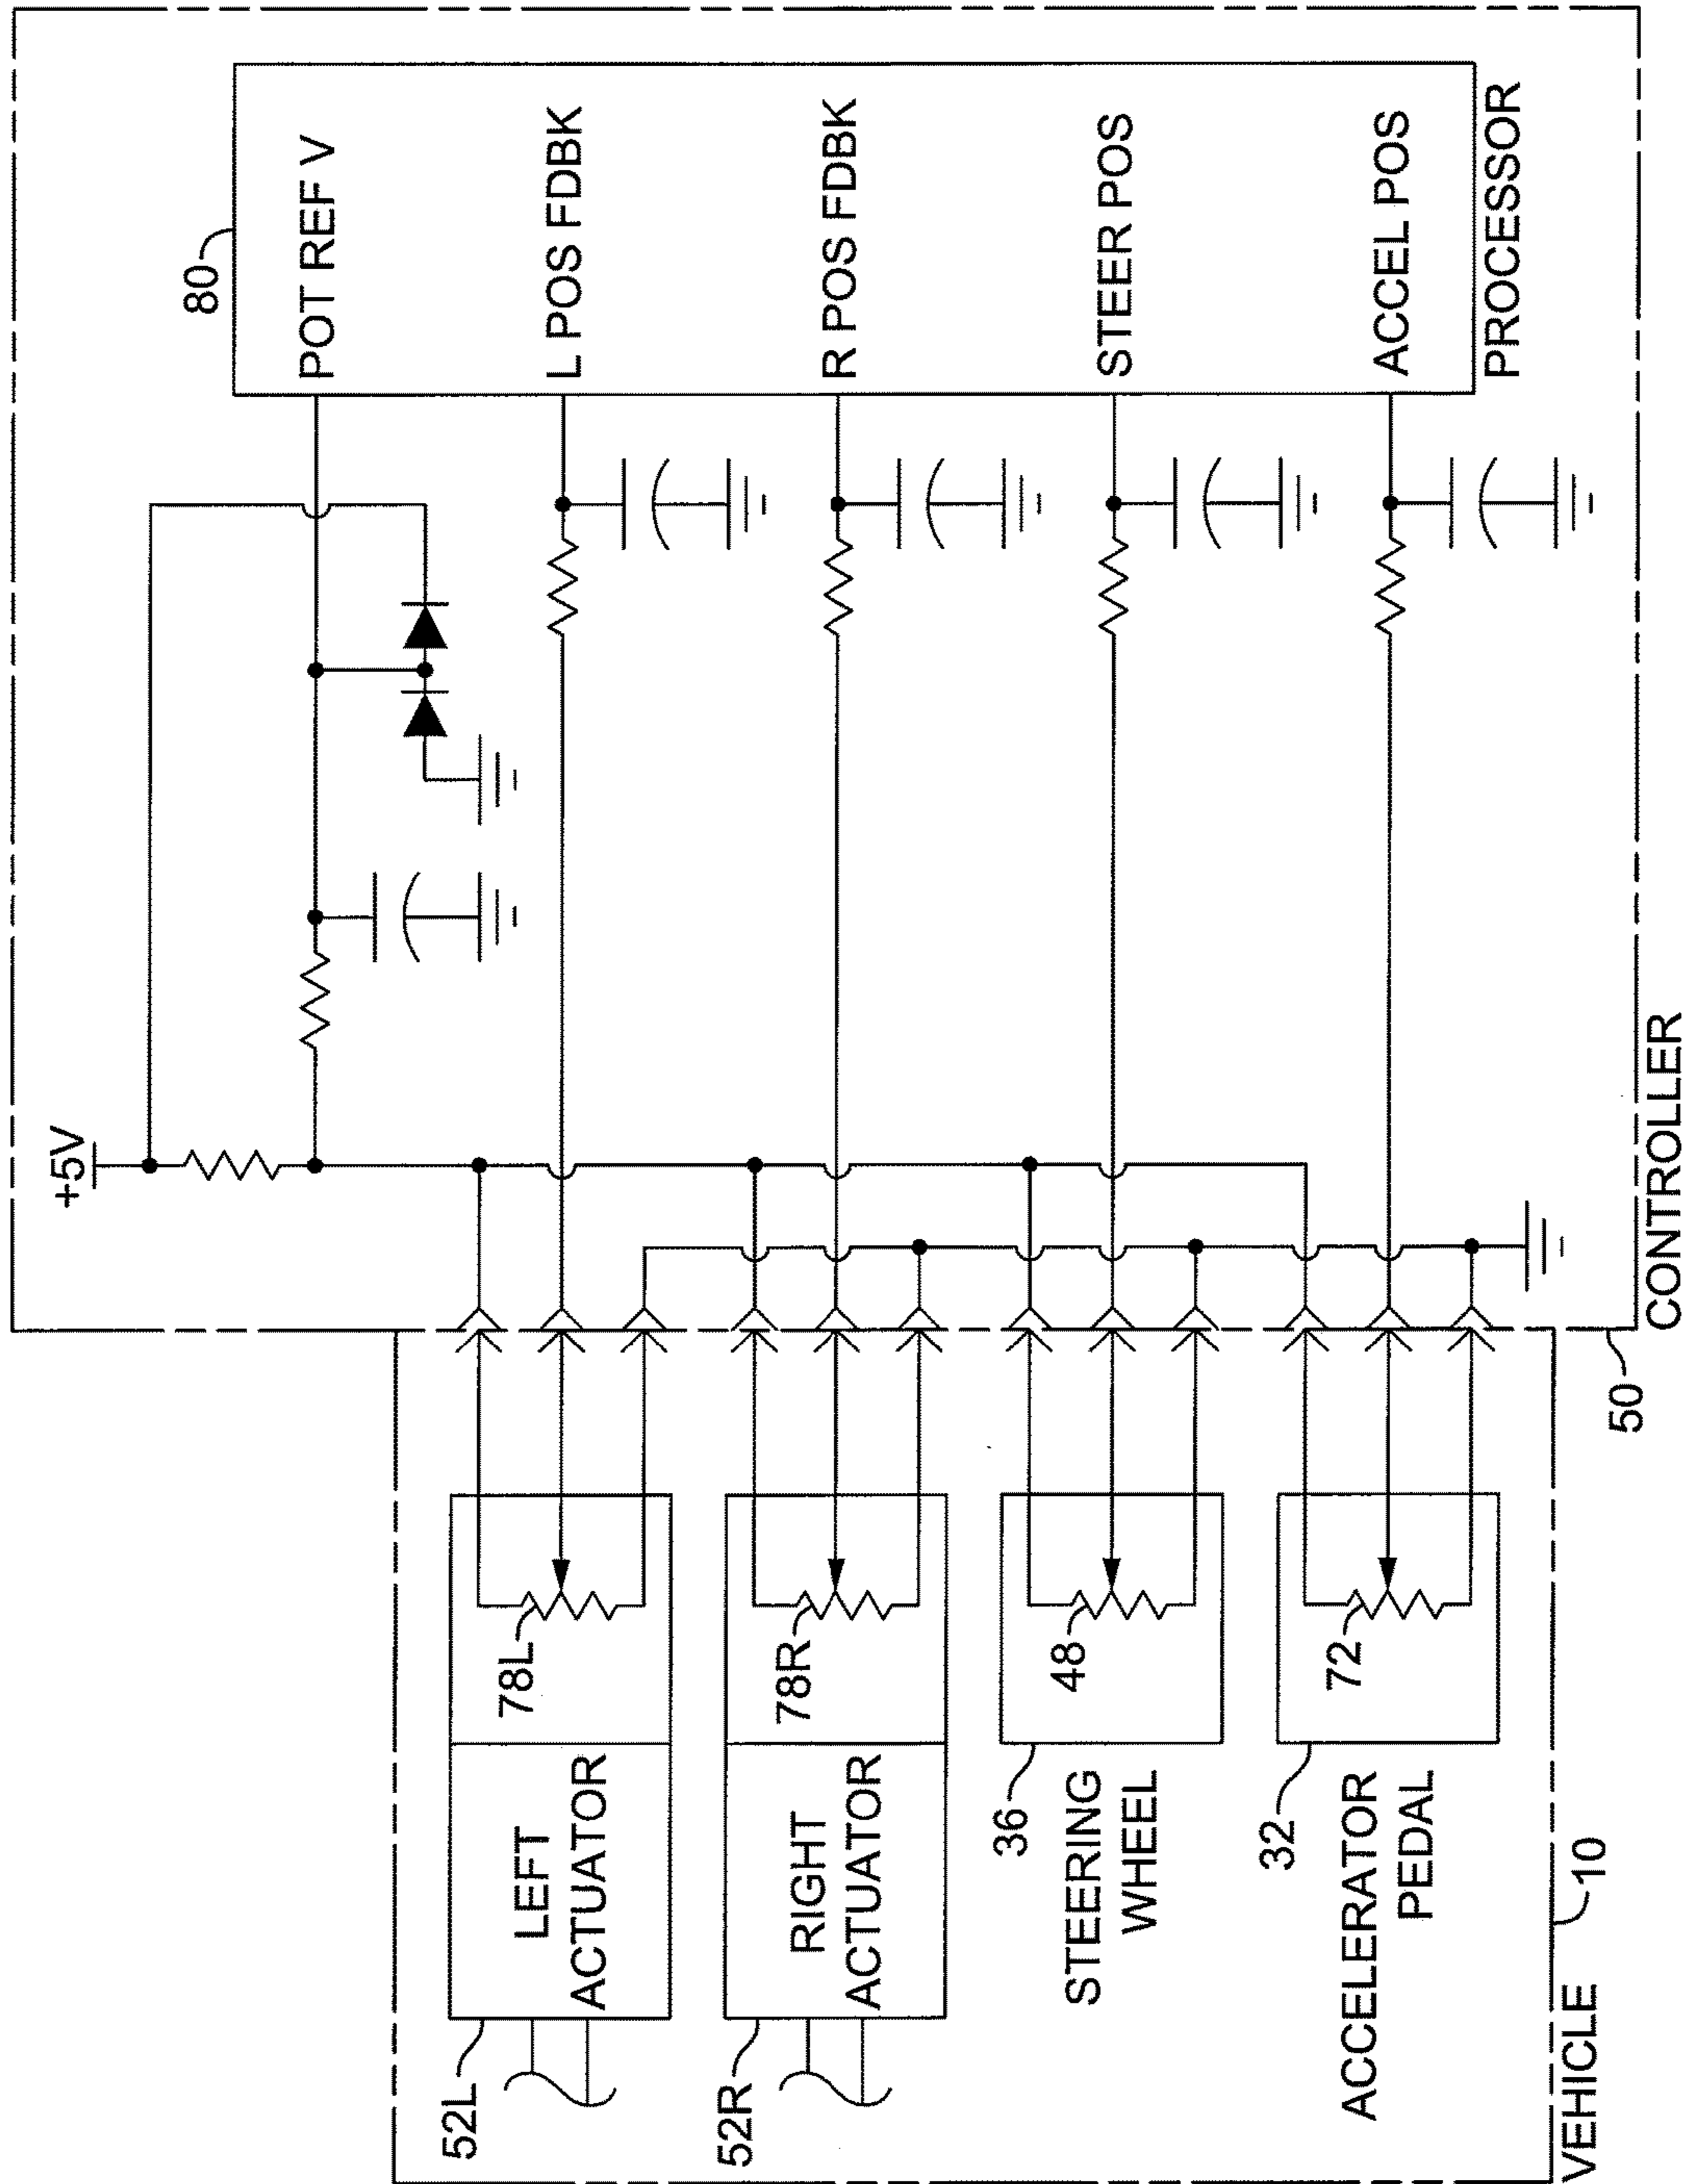 VEHICLE
10
52L
LEFT
ACTUATOR
78L
52R
RIGHT
ACTUATOR
78R
36
STEERING
WHEEL
48
32
ACCELERATOR
PEDAL
72
50
CONTROLLER
+5V
80
POT REF V
L POS FDBK
R POS FDBK
STEER POS
ACCEL POS
PROCESSOR